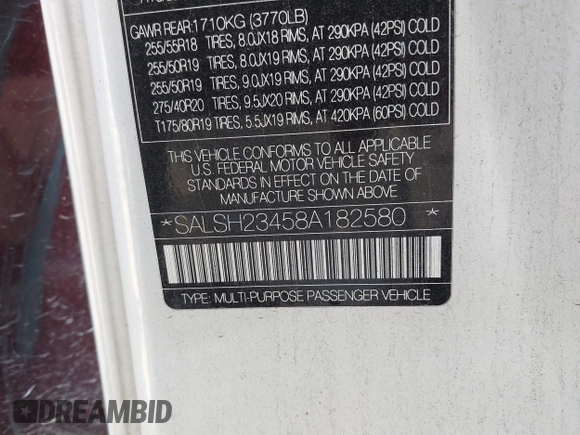 GAWR REAR:1710KG (3770LB)
255/55R18 TIRES, 8.0JX18 RIMS, AT 290KPA (42PSI) COLD
255/50R19 TIRES, 8.0JX19 RIMS, AT 290KPA (42PSI) COLD
255/50R19 TIRES, 9.0JX19 RIMS, AT 290KPA (42PSI) COLD
275/40R20 TIRES, 9.5JX20 RIMS, AT 290KPA (42PSI) COLD
T175/80R19 TIRES, 5.5JX19 RIMS, AT 420KPA (60PSI) COLD
THIS VEHICLE CONFORMS TO ALL APPLICABLE
U.S. FEDERAL MOTOR VEHICLE SAFETY
STANDARDS IN EFFECT ON THE DATE OF
MANUFACTURE SHOWN ABOVE
*SALSH23458A182580 *
TYPE: MULTI-PURPOSE PASSENGER VEHICLE
DREAMBID